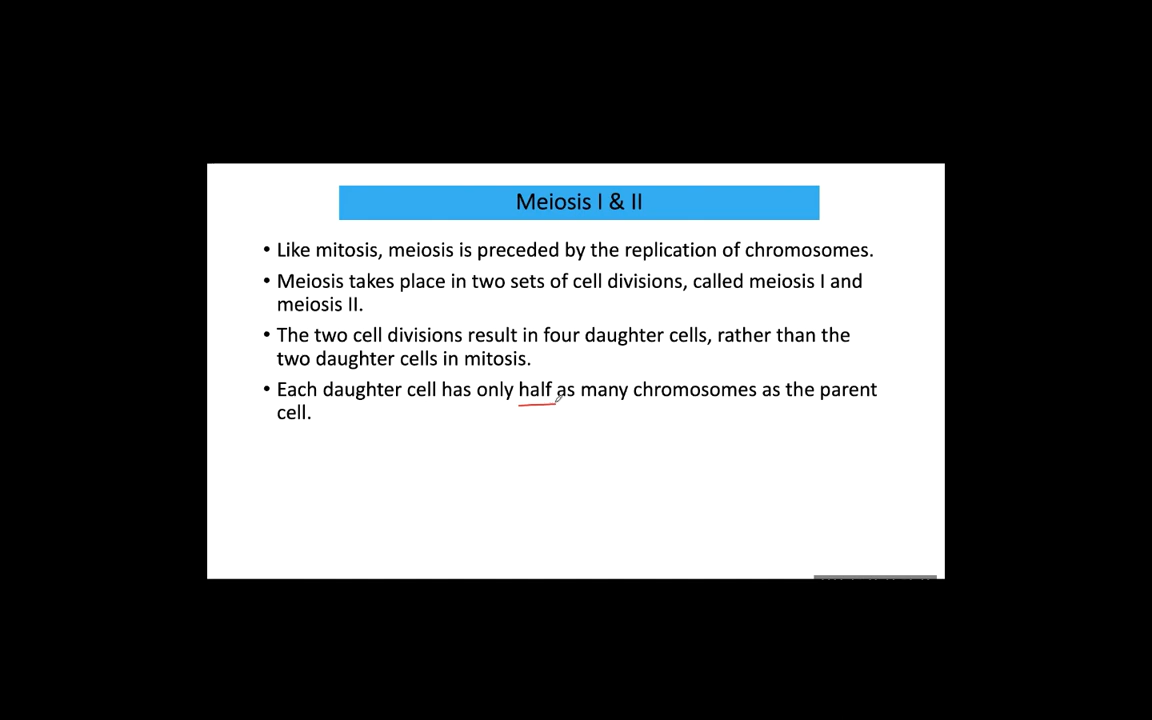 Meiosis I & II
• Like mitosis, meiosis is preceded by the replication of chromosomes.
• Meiosis takes place in two sets of cell divisions, called meiosis I and
meiosis II.
• The two cell divisions result in four daughter cells, rather than the
two daughter cells in mitosis.
• Each daughter cell has only half as many chromosomes as the parent
cell.